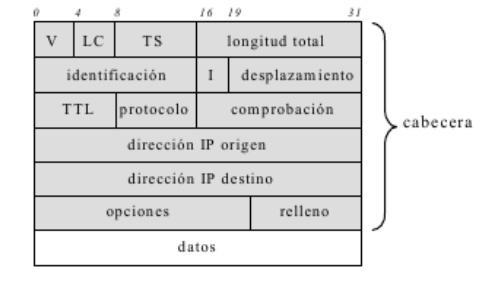 0 4 8 16 19 31
V LC TS longitud total
identificación I desplazamiento
TTL protocolo comprobación
cabecera
dirección IP origen
dirección IP destino
opciones relleno
datos